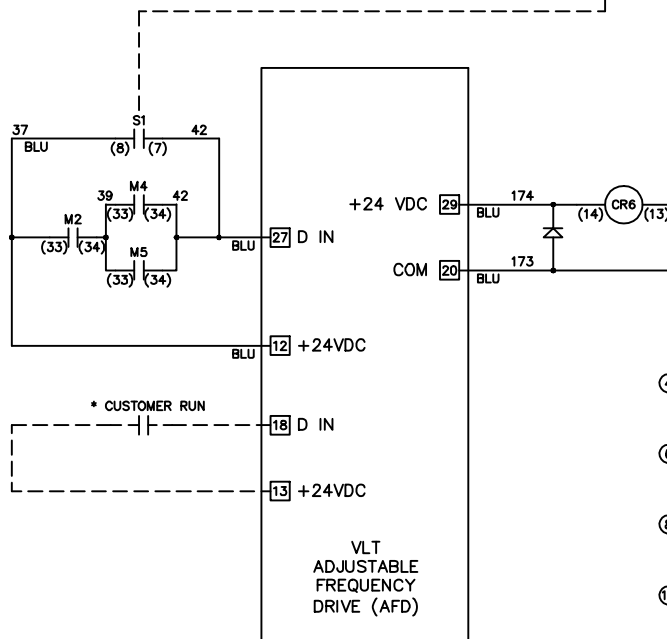 S1
37
42
BLU
(8)
(7)
39
M4
42
(33)
(34)
M2
(33)
(34)
M5
(33)
(34)
BLU
27 D IN
+24 VDC 29
BLU
174
(14)
CR6
(13)
COM 20
BLU
173
BLU
12 +24VDC
* CUSTOMER RUN
18 D IN
13 +24VDC
VLT
ADJUSTABLE
FREQUENCY
DRIVE (AFD)